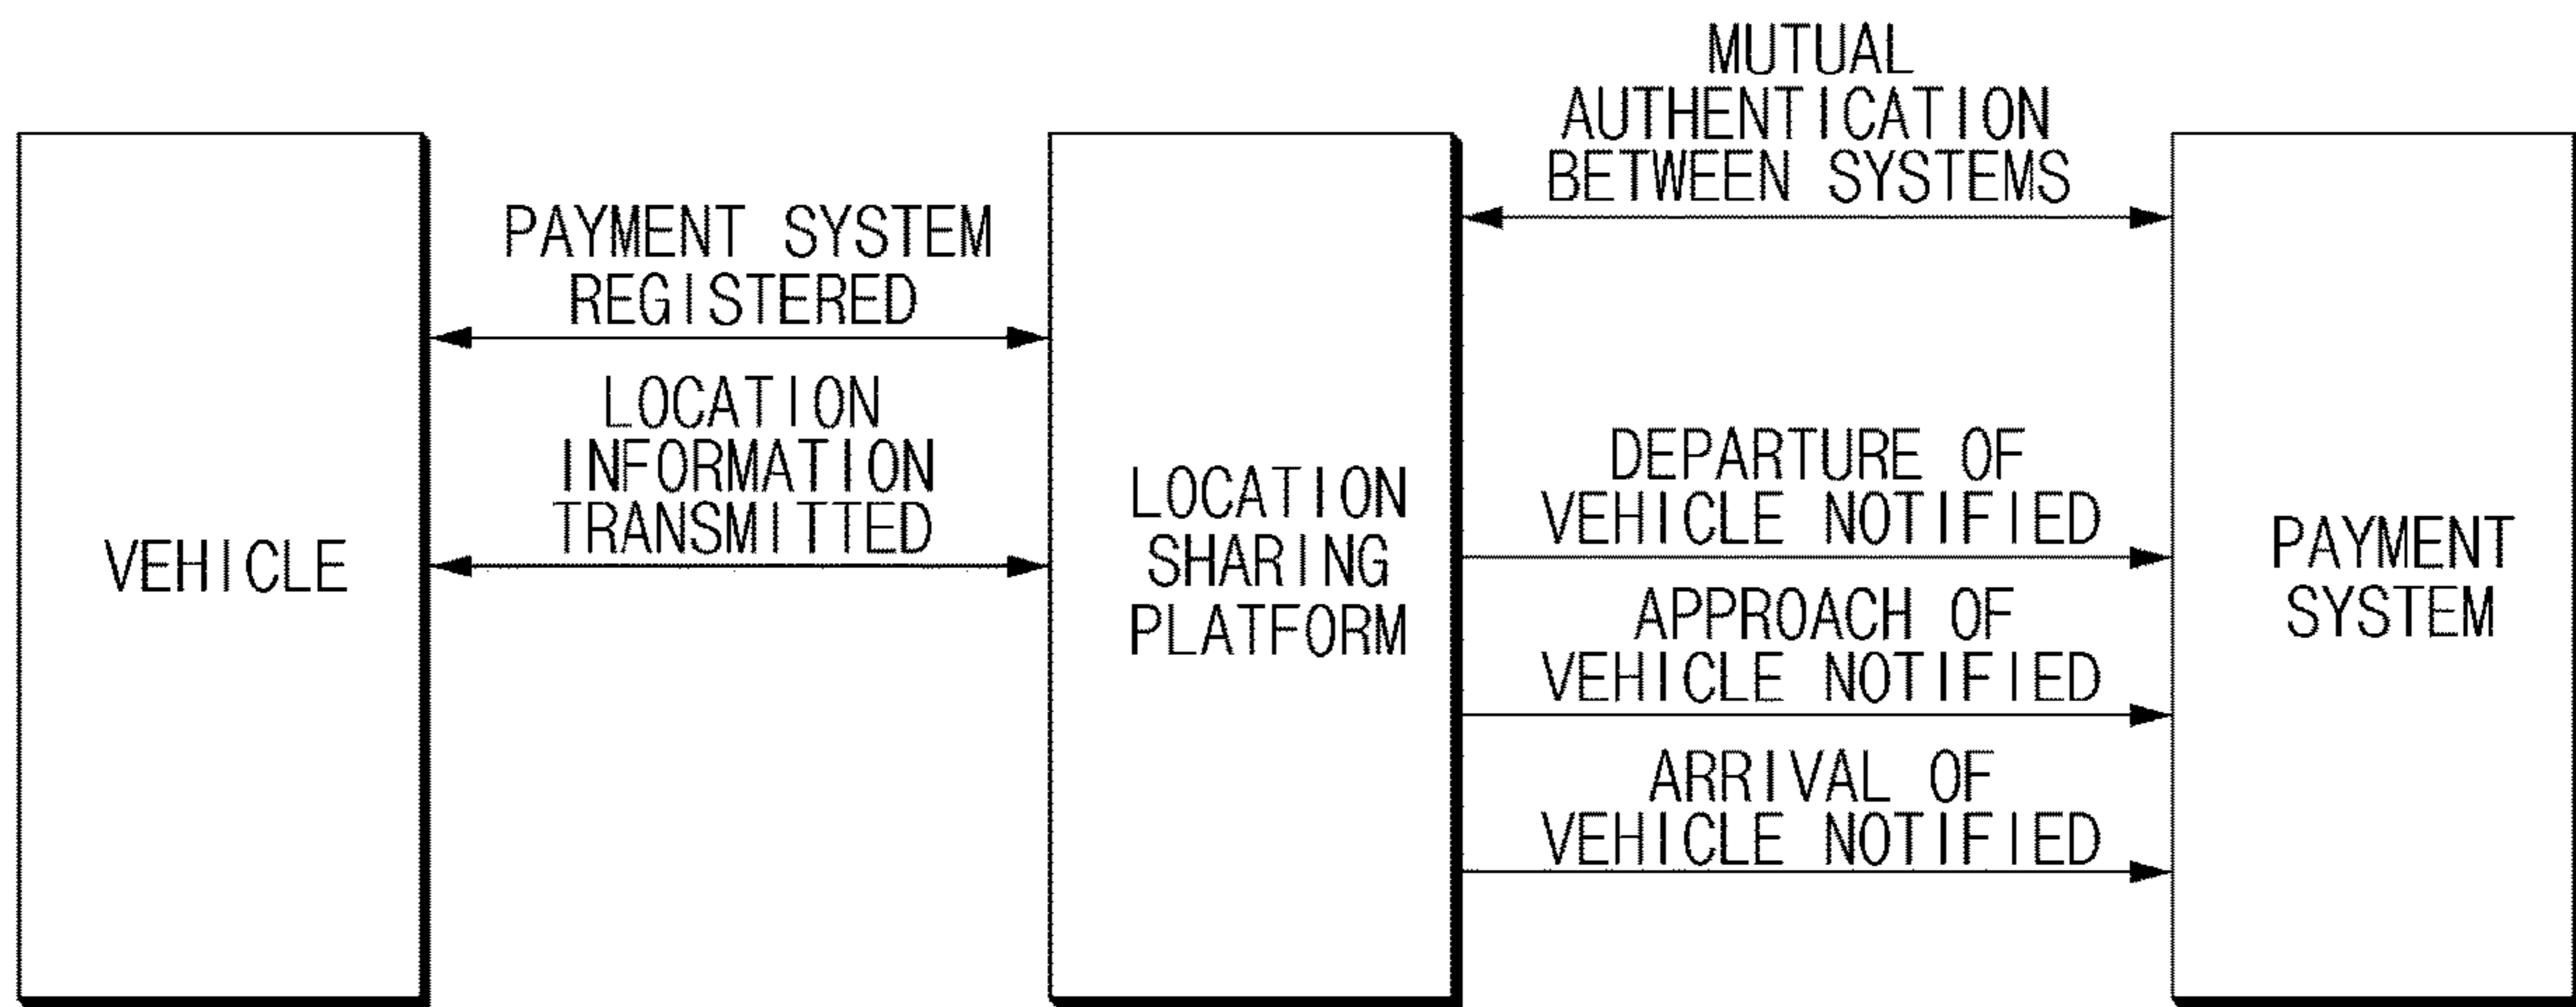 MUTUAL
AUTHENTICATION
BETWEEN SYSTEMS
PAYMENT SYSTEM
REGISTERED
LOCATION
INFORMATION
TRANSMITTED
VEHICLE
LOCATION
SHARING
PLATFORM
DEPARTURE OF
VEHICLE NOTIFIED
APPROACH OF
VEHICLE NOTIFIED
ARRIVAL OF
VEHICLE NOTIFIED
PAYMENT
SYSTEM